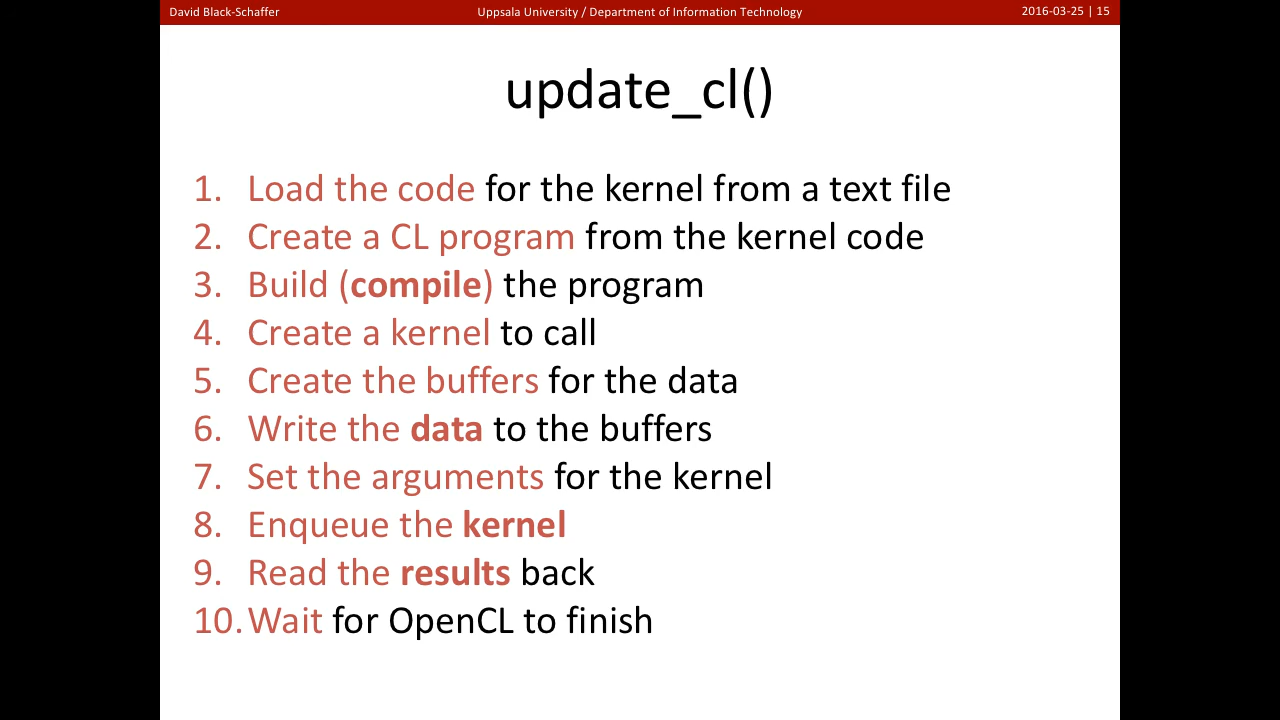 David Black-Schaffer
Uppsala University / Department of Information Technology
2016-03-25 | 15
update_cl()
1. Load the code for the kernel from a text file
2. Create a CL program from the kernel code
3. Build (compile) the program
4. Create a kernel to call
5. Create the buffers for the data
6. Write the data to the buffers
7. Set the arguments for the kernel
8. Enqueue the kernel
9. Read the results back
10. Wait for OpenCL to finish